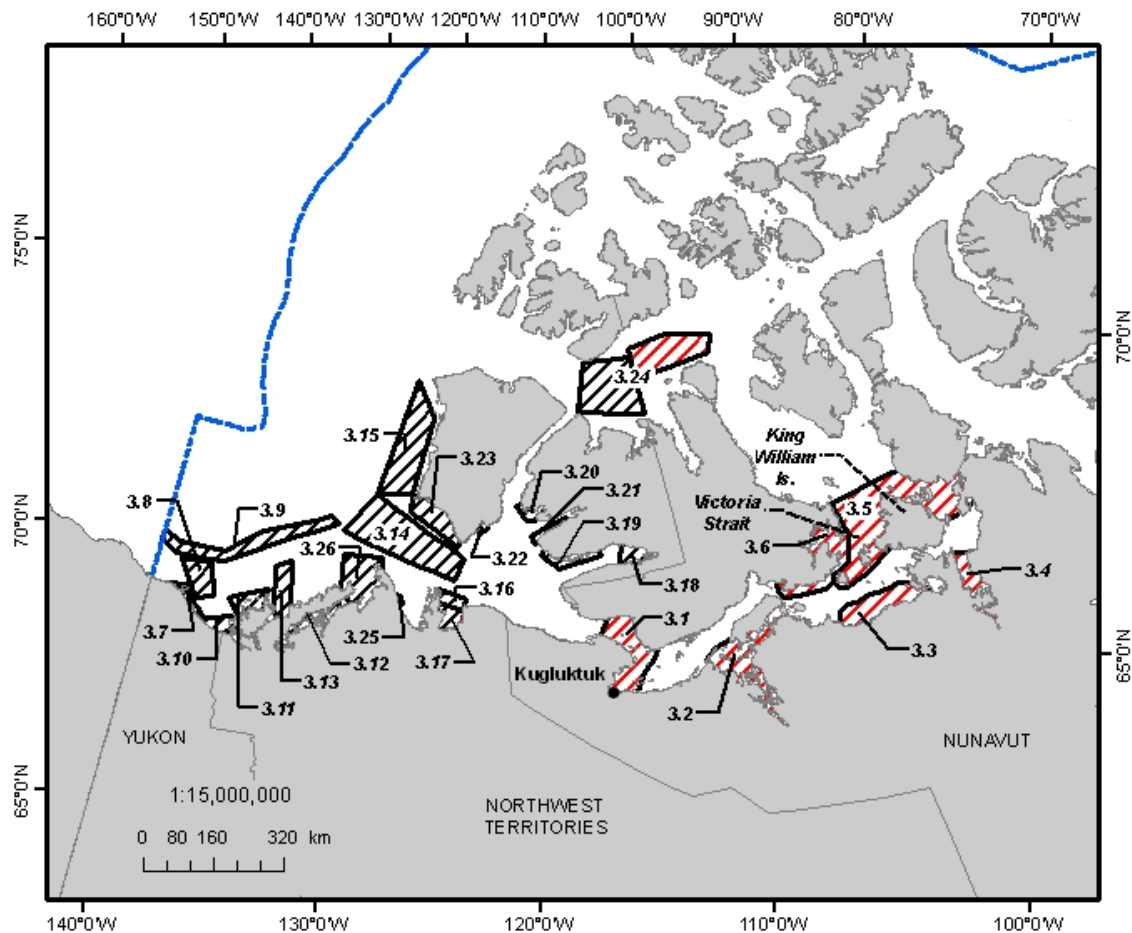 160°0'W 150°0'W 140°0'W 130°0'W 120°0'W 110°0'W 100°0'W 90°0'W 80°0'W 70°0'W
75°0'N
70°0'N
3.24
3.15
3.23
King
William
Is.
3.20
3.21
Victoria
Strait
3.5
70°0'N
3.8
3.9
3.14
3.19
3.6
3.26
3.22
3.18
3.4
3.16
3.7
3.1
3.10
3.25
3.12
3.17
3.3
65°0'N
3.13
Kugluktuk
3.11
3.2
YUKON
NUNAVUT
65°0'N
1:15,000,000
NORTHWEST
TERRITORIES
0 80 160 320 km
140°0'W 130°0'W 120°0'W 110°0'W 100°0'W